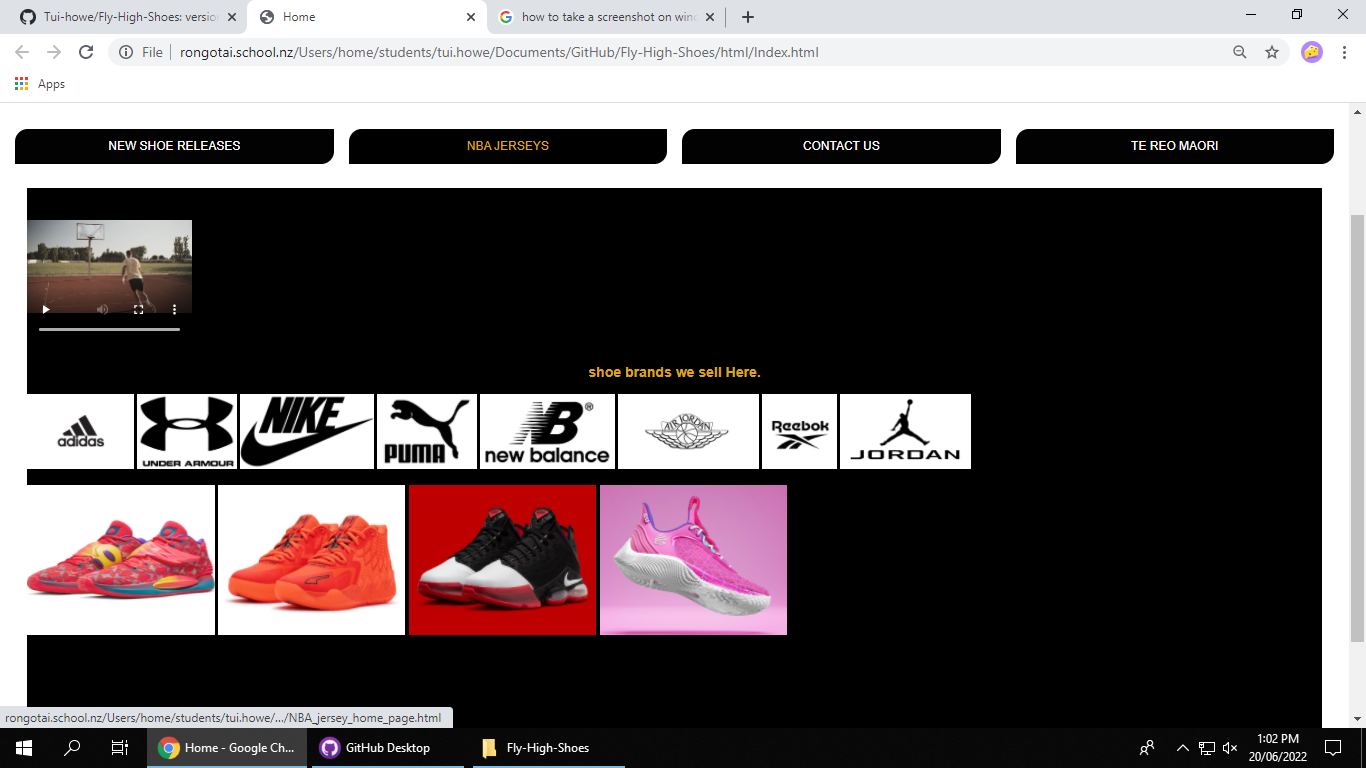 Tui-howe/Fly-High-Shoes: versio
Home
how to take a screenshot on win
File
rongotai.school.nz/Users/home/students/tui.howe/Documents/GitHub/Fly-High-Shoes/html/Index.html
Apps
NEW SHOE RELEASES
NBA JERSEYS
CONTACT US
TE REO MAORI
shoe brands we sell Here.
adidas
UNDER ARMOUR
NIKE
PUMA
NB®
new balance
AIR JORDAN
Reebok
JORDAN
rongotai.school.nz/Users/home/students/tui.howe/.../NBA_jersey_home_page.html
Home - Google Ch...
GitHub Desktop
Fly-High-Shoes
1:02 PM
20/06/2022